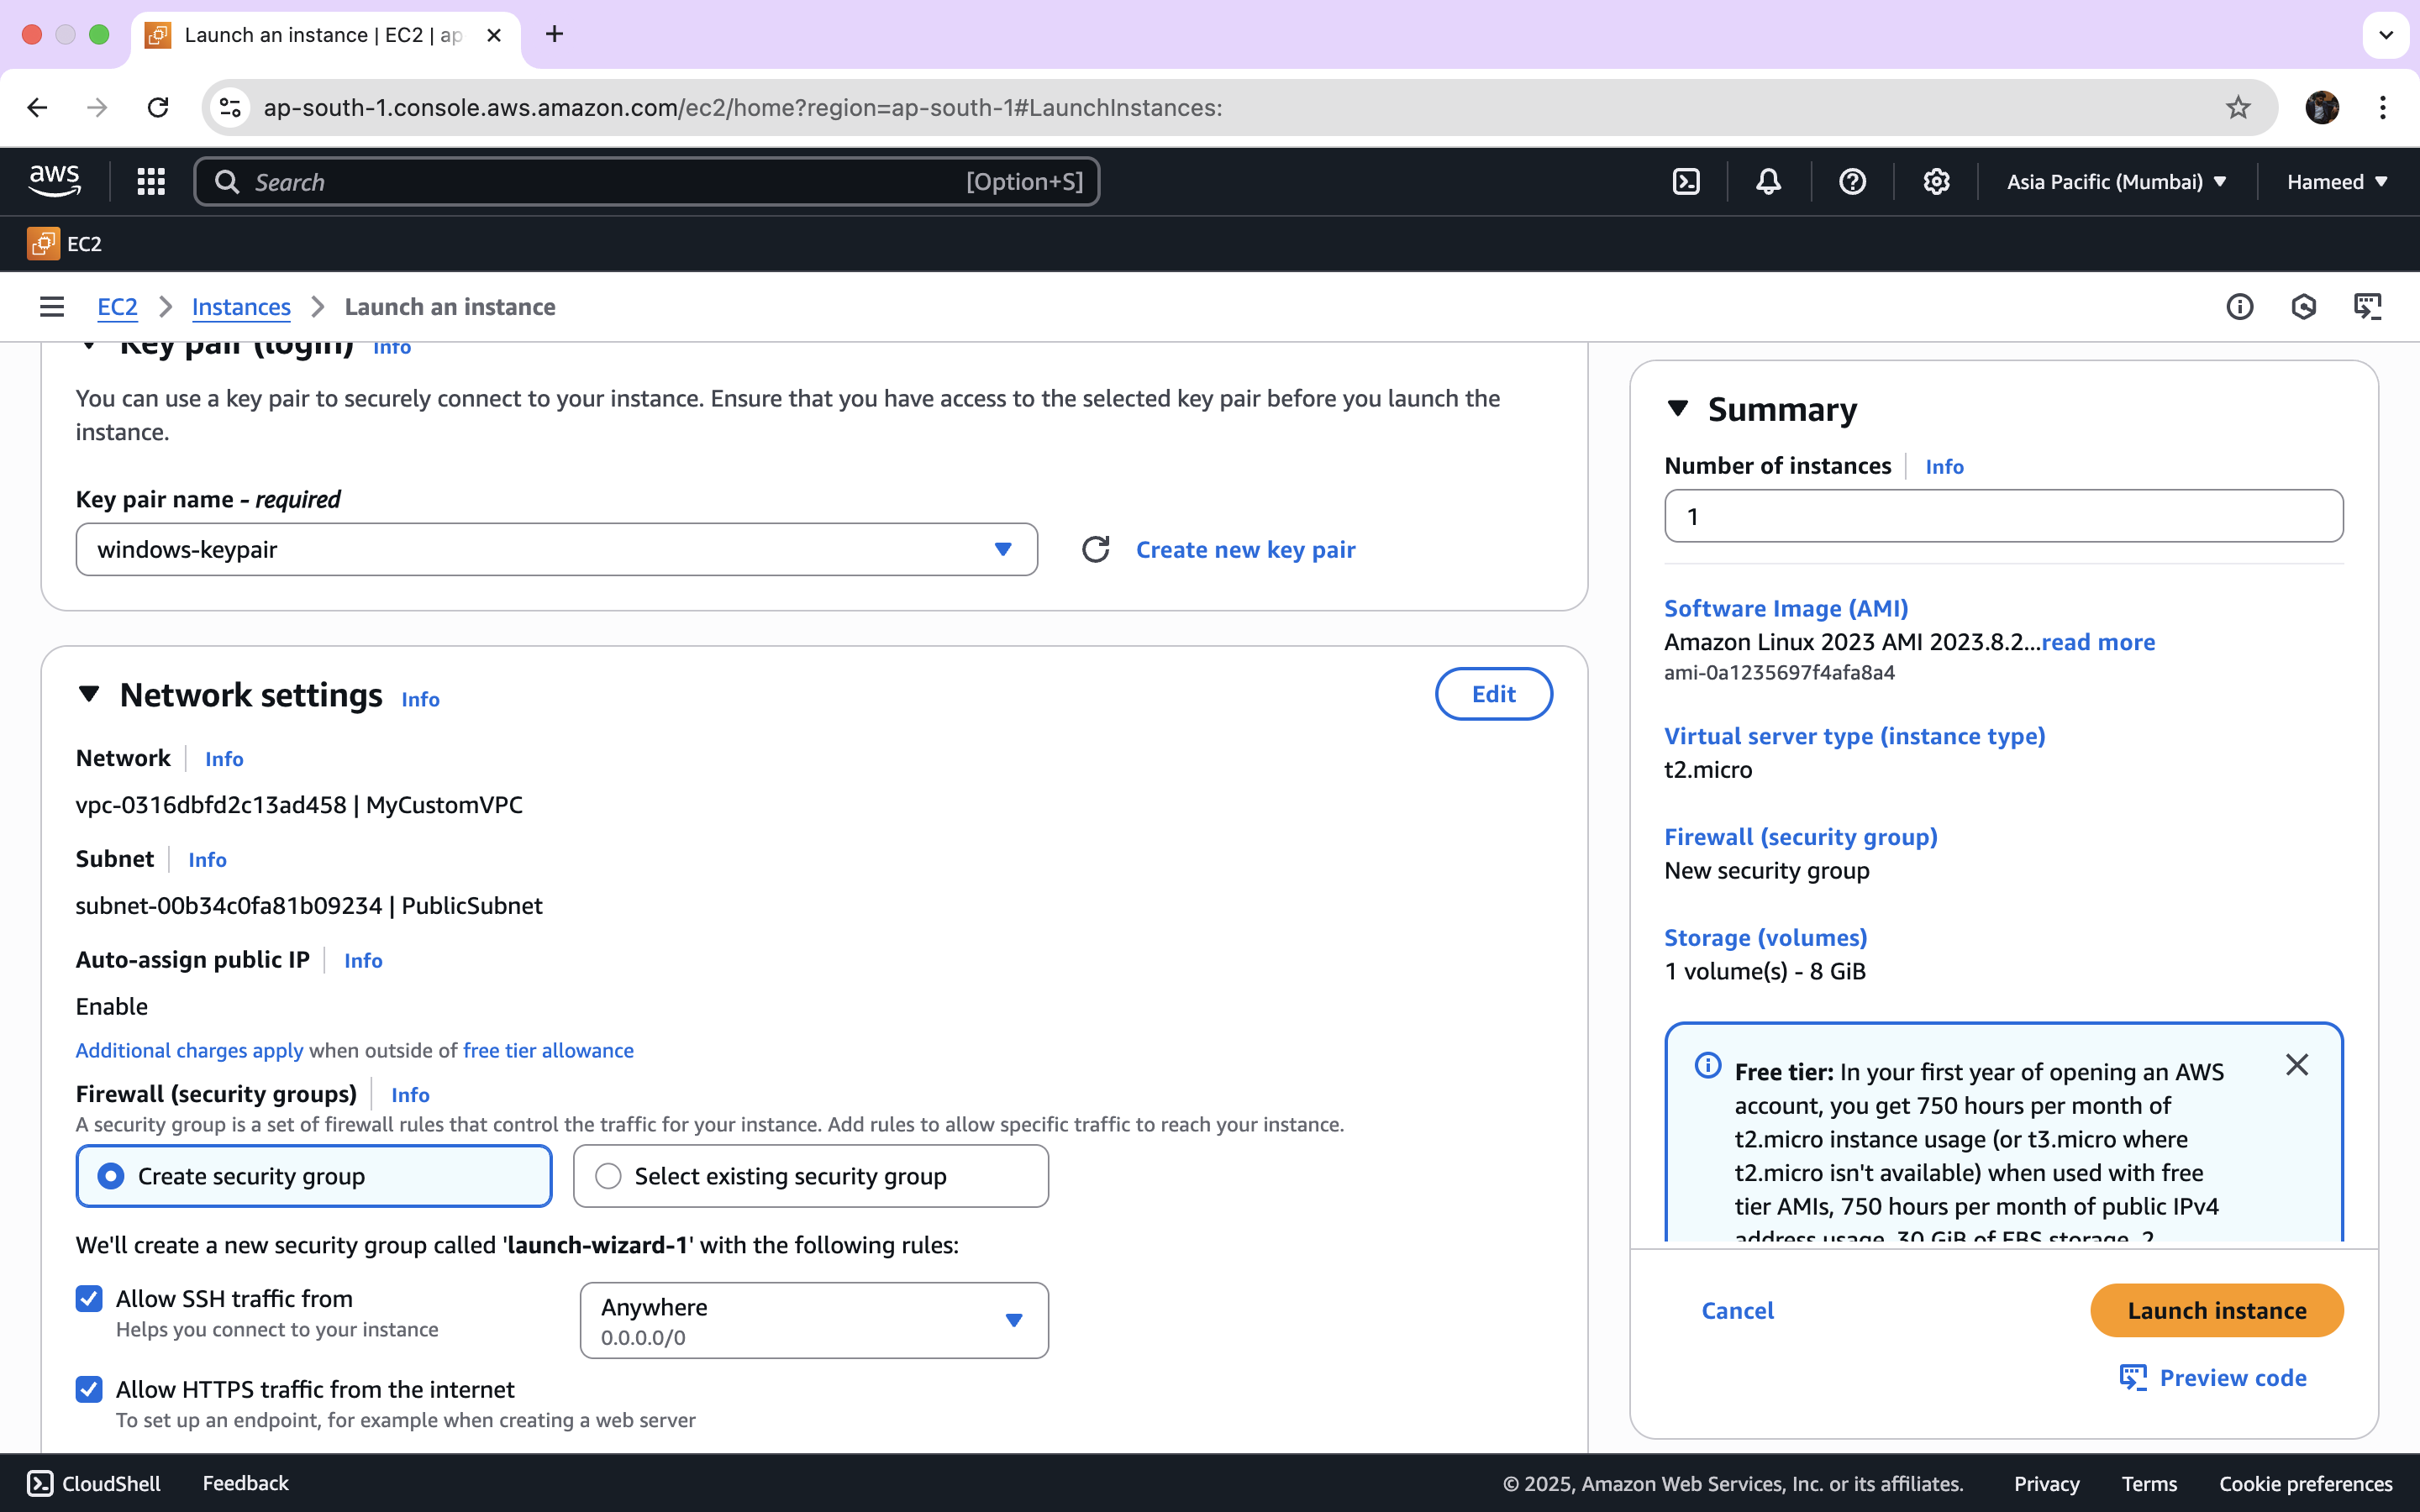 Launch an instance | EC2 | ap
ap-south-1.console.aws.amazon.com/ec2/home?region=ap-south-1#LaunchInstances:
aws
Search
[Option+S]
Asia Pacific (Mumbai)
Hameed
EC2
EC2
Instances
Launch an instance
Key pair (login) Info
You can use a key pair to securely connect to your instance. Ensure that you have access to the selected key pair before you launch the
instance.
Key pair name - required
windows-keypair
Create new key pair
Network settings Info
Edit
Network Info
vpc-0316dbfd2c13ad458 | MyCustomVPC
Subnet Info
subnet-00b34c0fa81b09234 | PublicSubnet
Auto-assign public IP Info
Enable
Additional charges apply when outside of free tier allowance
Firewall (security groups) Info
A security group is a set of firewall rules that control the traffic for your instance. Add rules to allow specific traffic to reach your instance.
Create security group
Select existing security group
We'll create a new security group called 'launch-wizard-1' with the following rules:
Allow SSH traffic from
Helps you connect to your instance
Anywhere
0.0.0.0/0
Allow HTTPS traffic from the internet
To set up an endpoint, for example when creating a web server
Summary
Number of instances Info
1
Software Image (AMI)
Amazon Linux 2023 AMI 2023.8.2...read more
ami-0a1235697f4afa8a4
Virtual server type (instance type)
t2.micro
Firewall (security group)
New security group
Storage (volumes)
1 volume(s) - 8 GiB
Free tier: In your first year of opening an AWS
account, you get 750 hours per month of
t2.micro instance usage (or t3.micro where
t2.micro isn't available) when used with free
tier AMIs, 750 hours per month of public IPv4
address usage, 30 GiB of EBS storage, 2
Cancel
Launch instance
Preview code
CloudShell
Feedback
© 2025, Amazon Web Services, Inc. or its affiliates.
Privacy
Terms
Cookie preferences